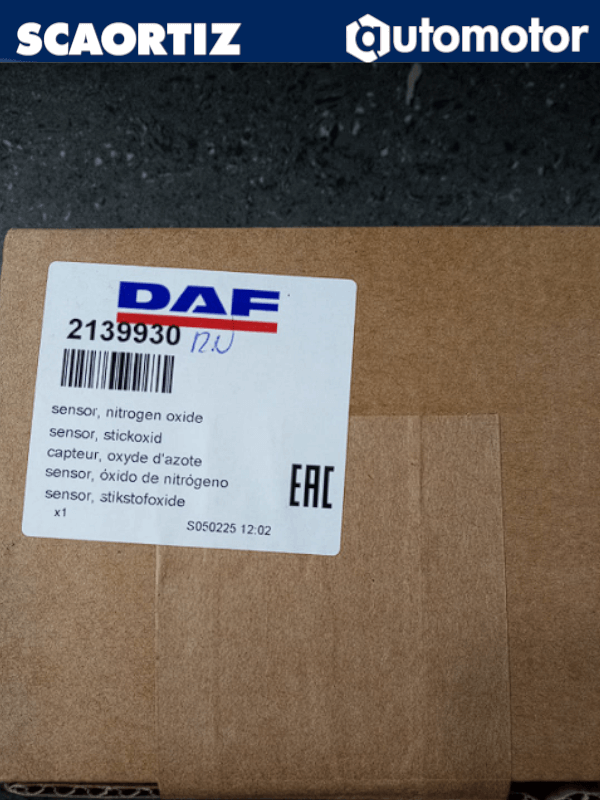 SCAORTIZ
automotor
DAF
2139930
sensor, nitrogen oxide
sensor, stickoxid
capteur, oxyde d'azote
sensor, óxido de nitrógeno
sensor, stikstofoxide
x1
EAC
S050225 12:02